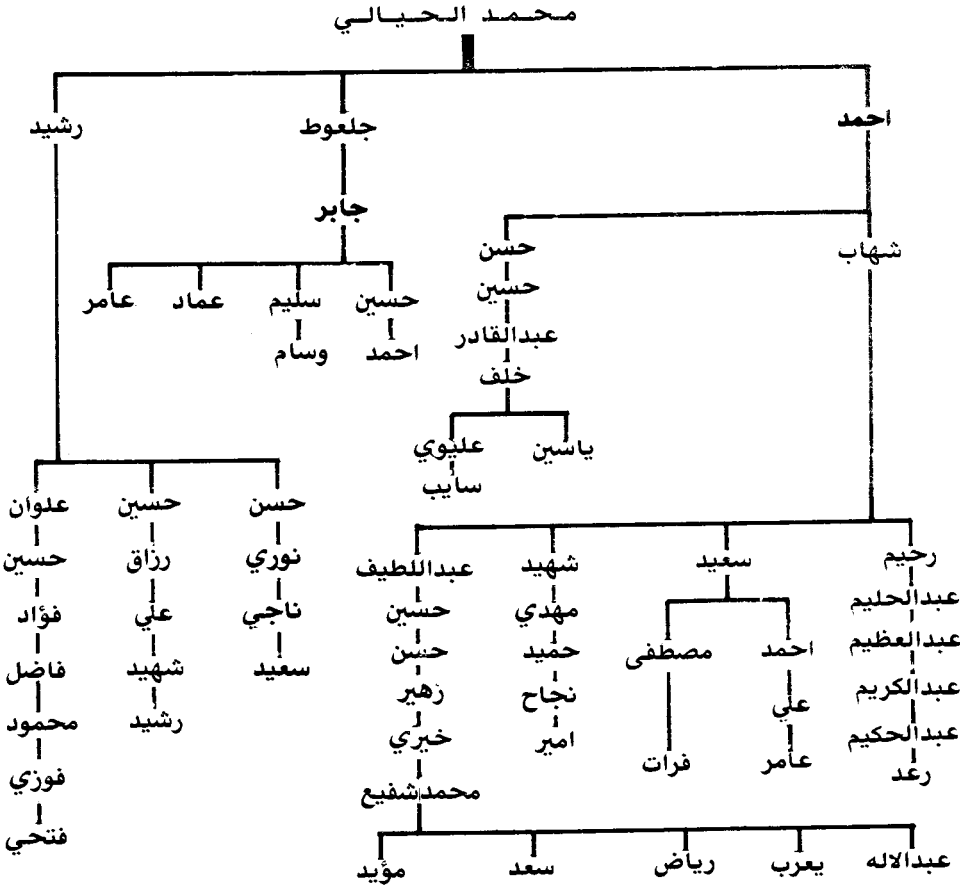 محمد الحيالي
احمد
جلعوط
رشيد
جابر
حسن
شهاب
حسين
حسين
سليم
عماد
عامر
عبدالقادر
احمد
وسام
خلف
ياسين
عليوي
سايب
حسن
حسين
علوان
رحيم
سعيد
شهيد
عبداللطيف
نوري
رزاق
حسين
عبدالحليم
مهدي
حسين
ناجي
علي
فؤاد
عبدالعظيم
احمد
مصطفى
حميد
حسن
سعيد
شهيد
فاضل
عبدالكريم
علي
نجاح
زهير
رشيد
محمود
عبدالحكيم
عامر
فرات
امير
خيري
فوزي
رعد
محمدشفيع
فتحي
عبدالاله
يعرب
رياض
سعد
مؤيد